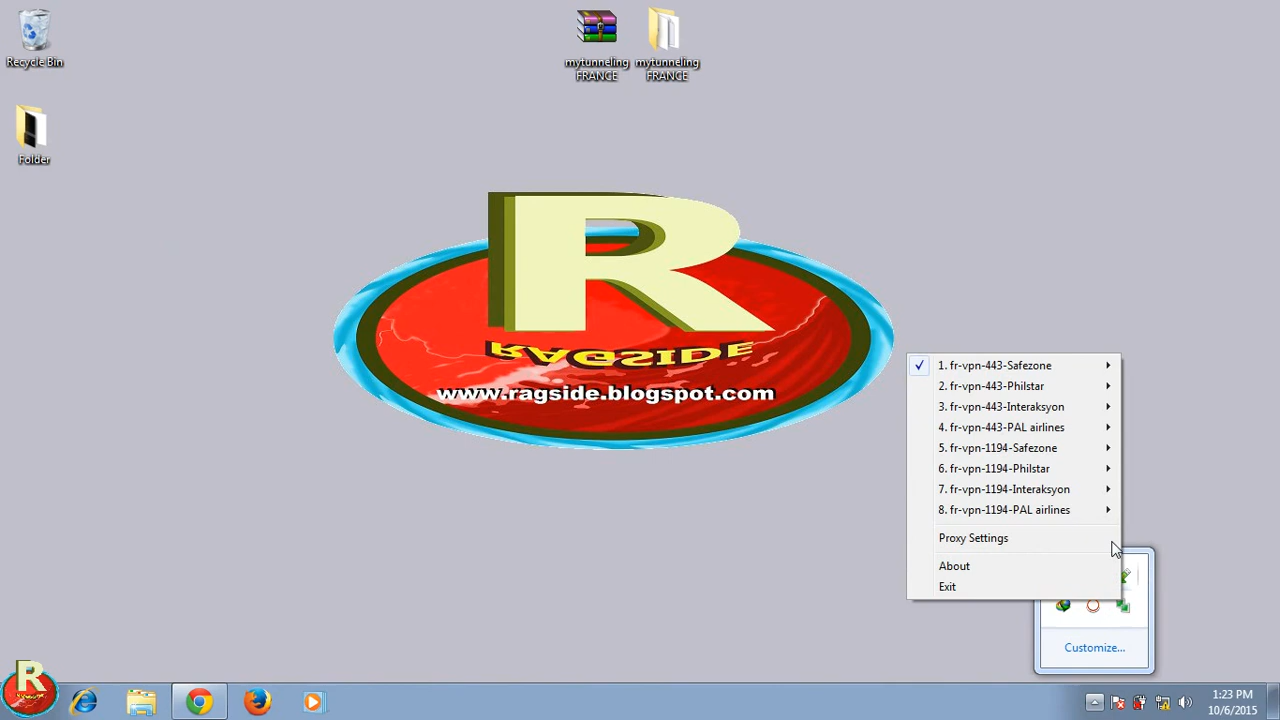 Recycle Bin
mytunneling
FRANCE
mytunneling
FRANCE
Folder
R
RAGSIDE
www.ragside.blogspot.com
1. fr-vpn-443-Safezone
2. fr-vpn-443-Philstar
3. fr-vpn-443-Interaksyon
4. fr-vpn-443-PAL airlines
5. fr-vpn-1194-Safezone
6. fr-vpn-1194-Philstar
7. fr-vpn-1194-Interaksyon
8. fr-vpn-1194-PAL airlines
Proxy Settings
About
Exit
Customize...
R
1:23 PM
10/6/2015